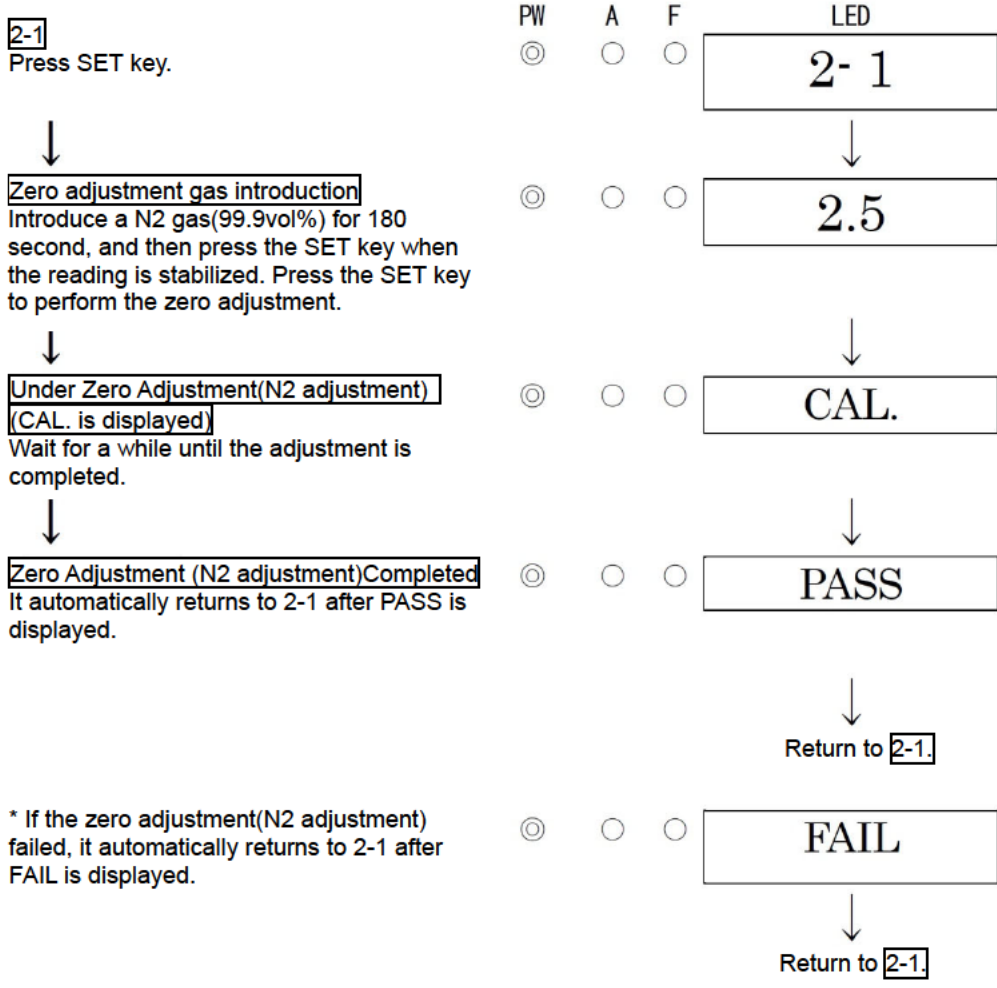 PW A F LED
2-1
Press SET key.
2- 1
Zero adjustment gas introduction
Introduce a N2 gas(99.9vol%) for 180
second, and then press the SET key when
the reading is stabilized. Press the SET key
to perform the zero adjustment.
2.5
Under Zero Adjustment(N2 adjustment)
(CAL. is displayed)
Wait for a while until the adjustment is
completed.
CAL.
Zero Adjustment (N2 adjustment)Completed
It automatically returns to 2-1 after PASS is
displayed.
PASS
Return to 2-1.
* If the zero adjustment(N2 adjustment)
failed, it automatically returns to 2-1 after
FAIL is displayed.
FAIL
Return to 2-1.